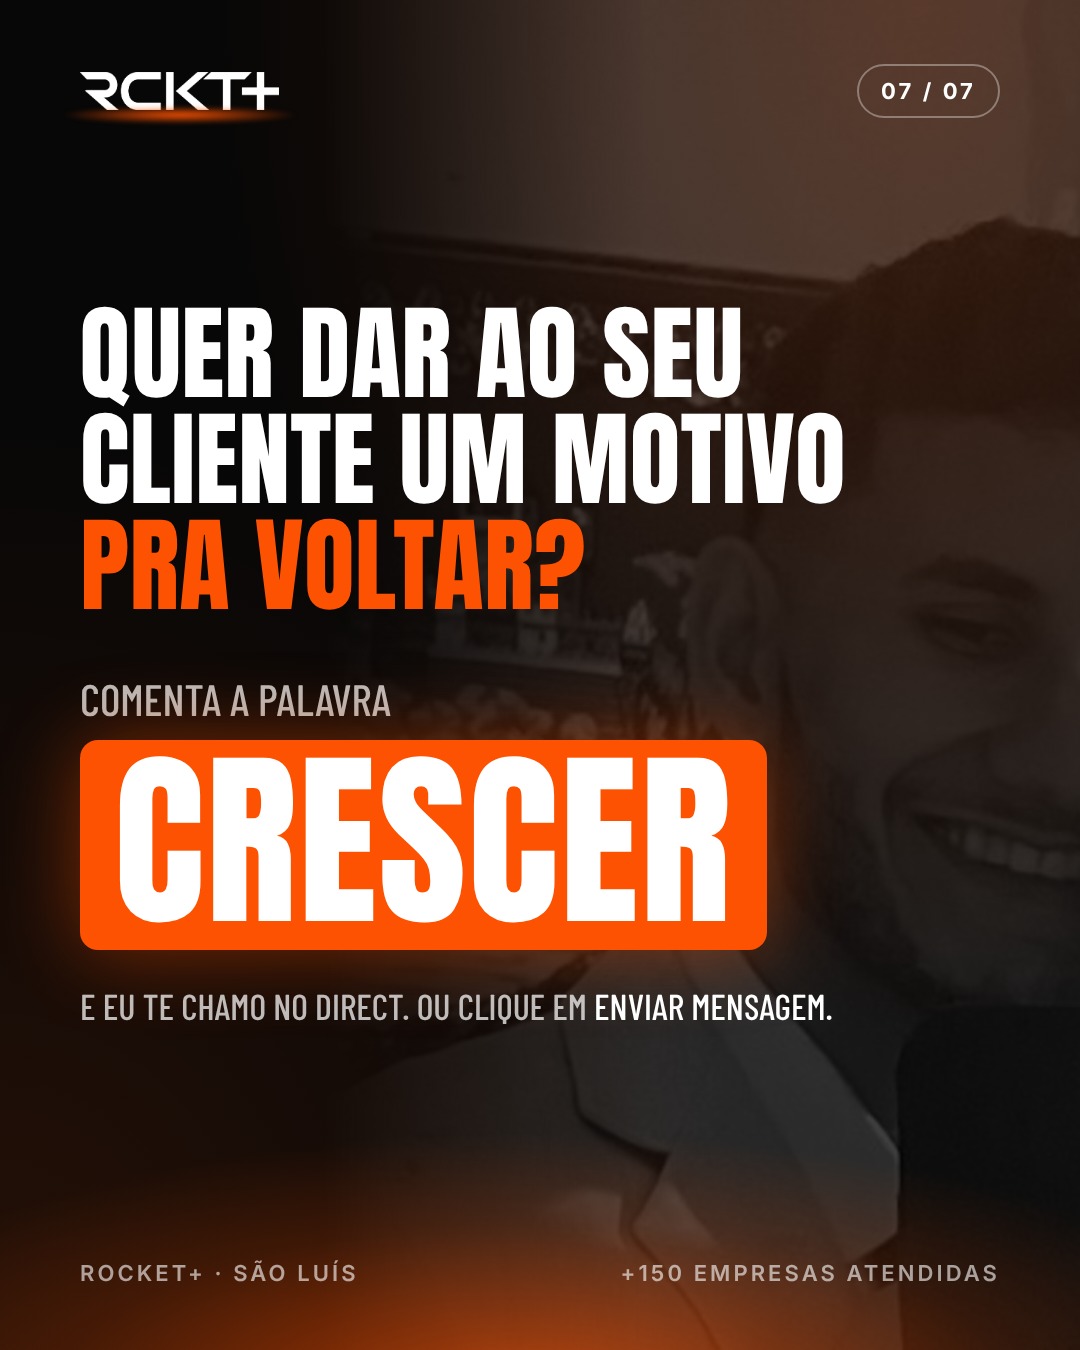 RCKT+
07 / 07
QUER DAR AO SEU
CLIENTE UM MOTIVO
PRA VOLTAR?
COMENTA A PALAVRA
CRESCER
E EU TE CHAMO NO DIRECT. OU CLIQUE EM ENVIAR MENSAGEM.
ROCKET+ · SÃO LUÍS
+150 EMPRESAS ATENDIDAS